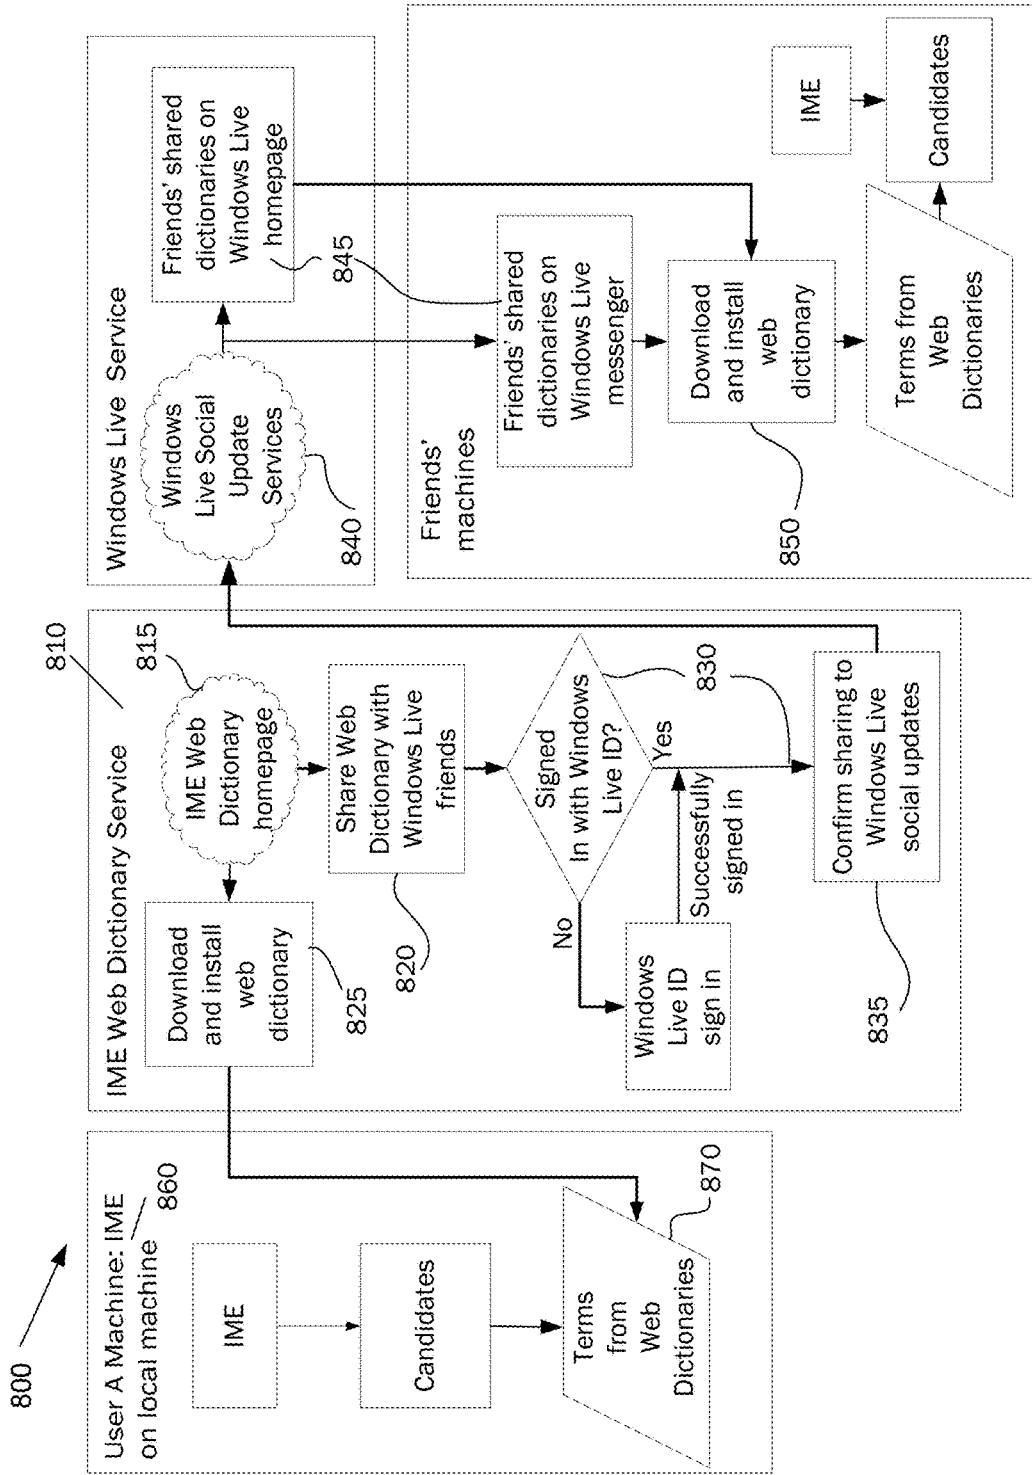 800
User A Machine: IME
on local machine
860
IME
Candidates
Terms
from
Web
Dictionaries
870
810
IME Web Dictionary Service
815
IME Web
Dictionary
homepage
Download
and install
web
dictionary
825
Share Web
Dictionary with
Windows Live
friends
820
Signed
In with Windows
Live ID?
830
No
Yes
Windows
Live ID
sign in
Successfully
signed in
Confirm sharing to
Windows Live
social updates
835
Windows Live Service
Windows
Live Social
Update
Services
840
Friends' shared
dictionaries on
Windows Live
homepage
845
Friends'
machines
Friends' shared
dictionaries on
Windows Live
messenger
Download
and install
web
dictionary
850
Terms from
Web
Dictionaries
IME
Candidates